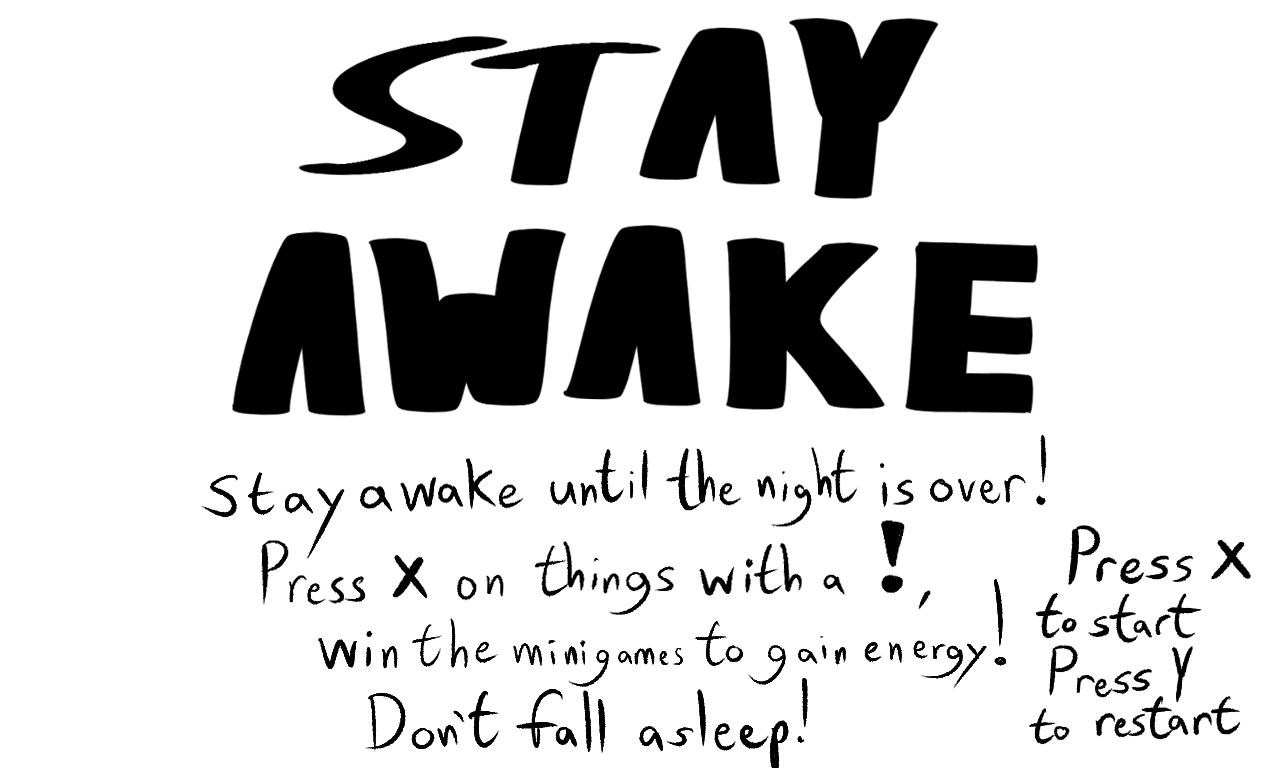 STAY
AWAKE
Stay awake until the night is over!
Press X on things with a !,
win the minigames to gain energy!
Don't fall asleep!
Press X
to start
Press Y
to restart